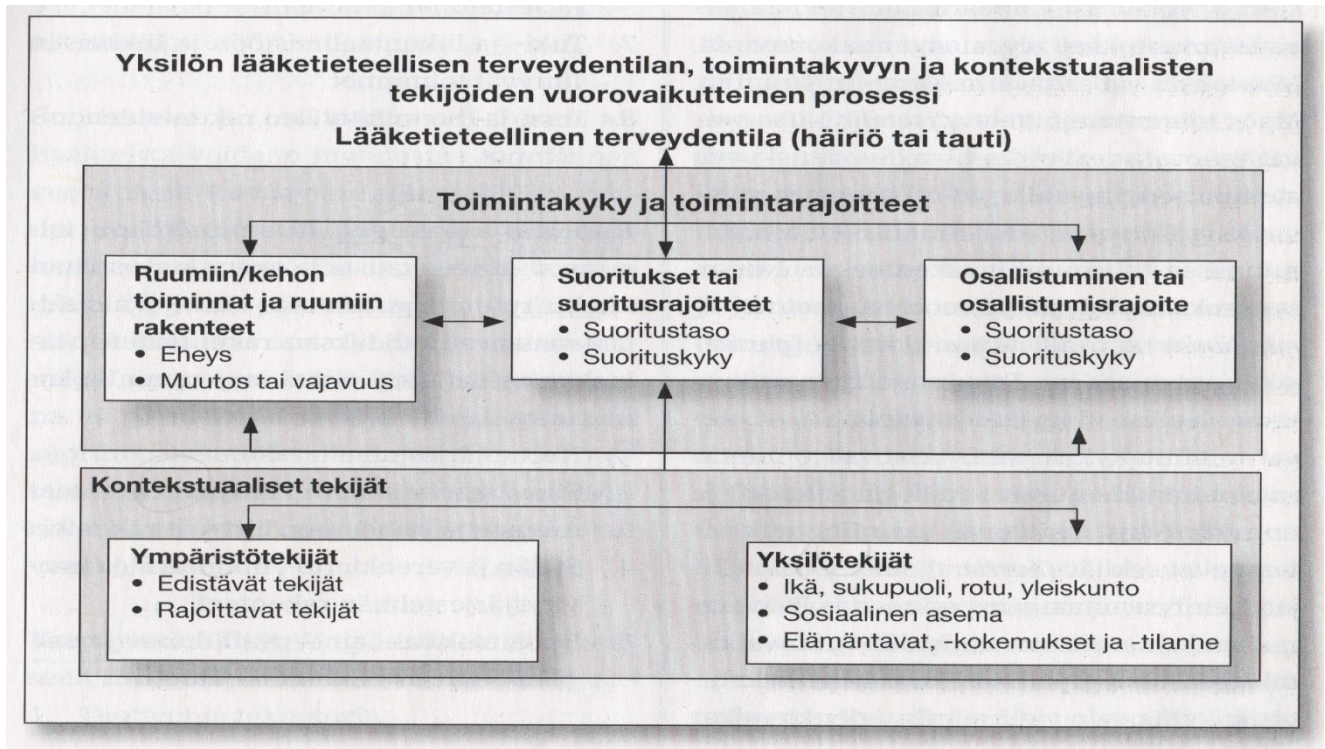 Yksilön lääketieteellisen terveydentilan, toimintakyvyn ja kontekstuaalisten
tekijöiden vuorovaikutteinen prosessi
Lääketieteellinen terveydentila (häiriö tai tauti)
Toimintakyky ja toimintarajoitteet
Ruumiin/kehon
toiminnat ja ruumiin
rakenteet
• Eheys
• Muutos tai vajavuus
Suoritukset tai
suoritusrajoitteet
• Suoritustaso
• Suorituskyky
Osallistuminen tai
osallistumisrajoite
• Suoritustaso
• Suorituskyky
Kontekstuaaliset tekijät
Ympäristötekijät
• Edistävät tekijät
• Rajoittavat tekijät
Yksilötekijät
• Ikä, sukupuoli, rotu, yleiskunto
• Sosiaalinen asema
• Elämäntavat, -kokemukset ja -tilanne